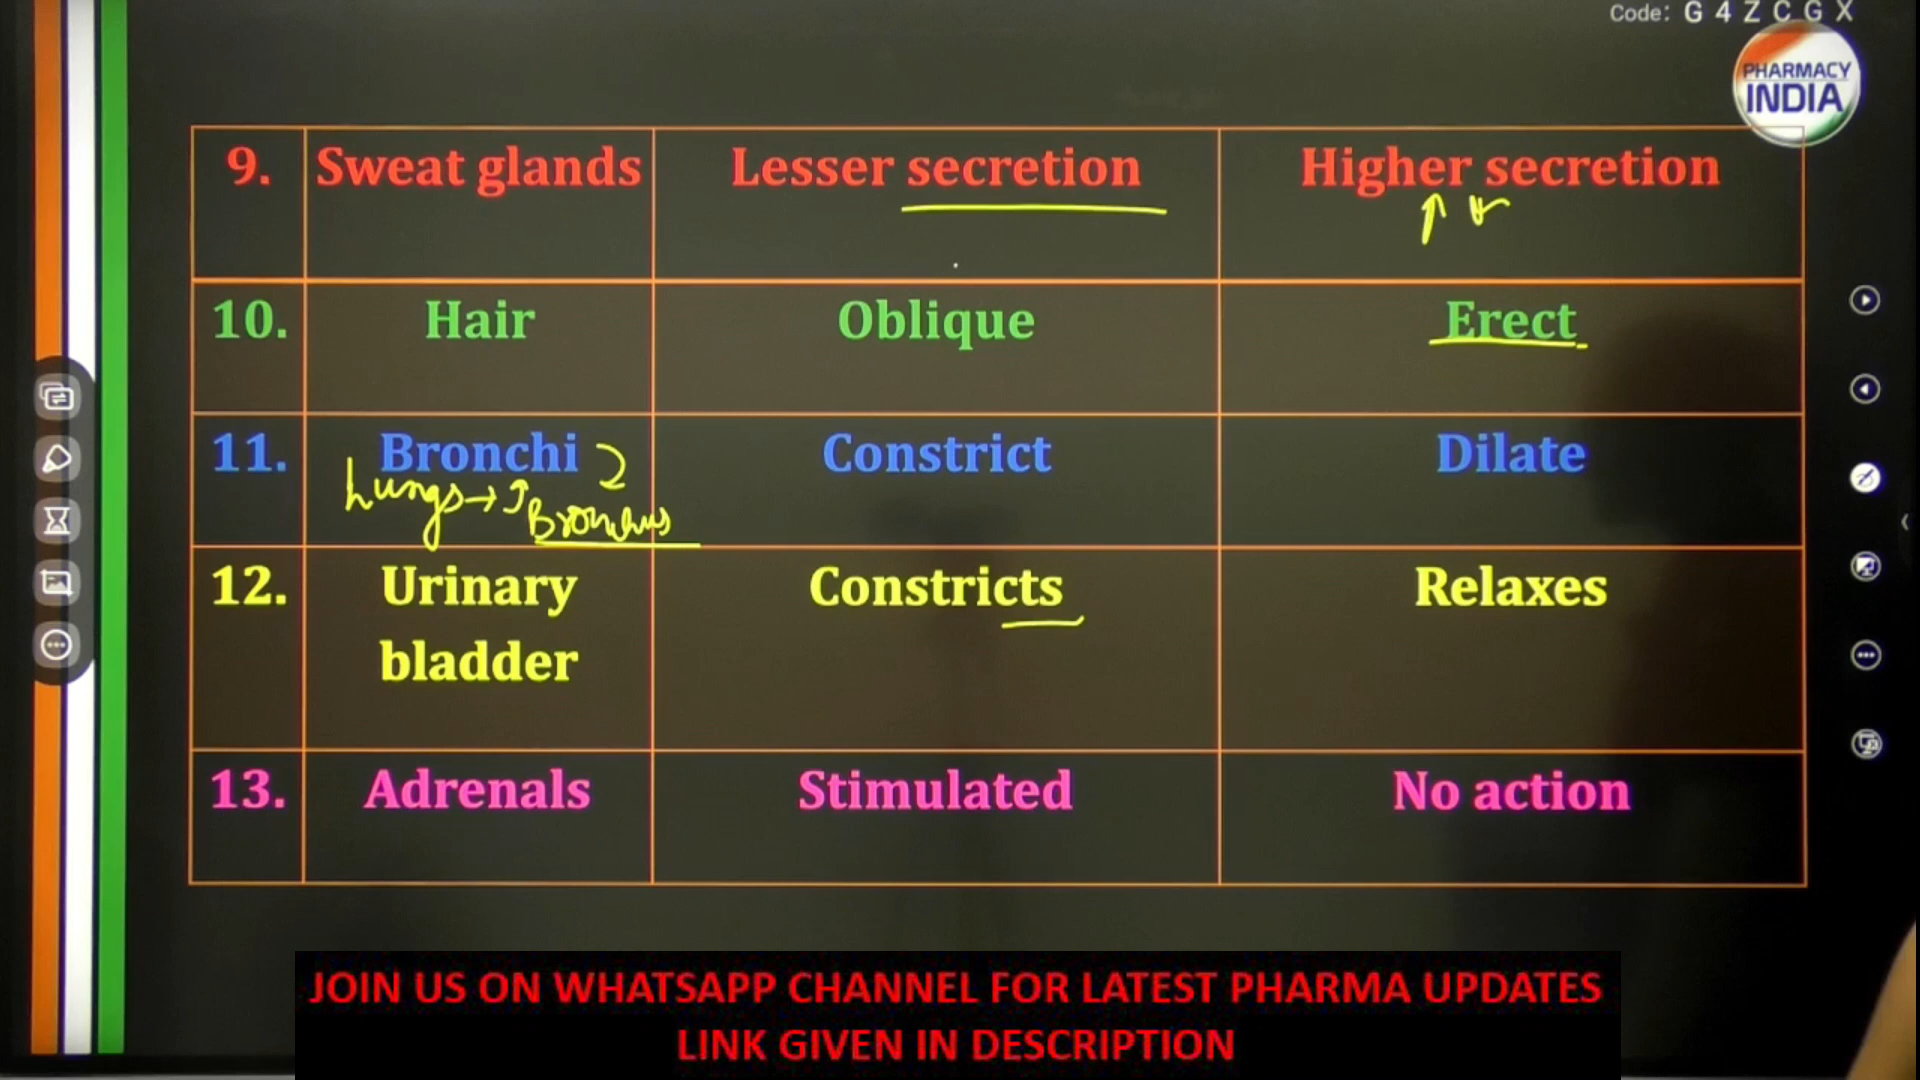 Code: G 4 Z C G X
PHARMACY
INDIA
9. Sweat glands Lesser secretion Higher secretion
10. Hair Oblique Erect
11. Bronchi Constrict Dilate
Lungs → Bronchus
12. Urinary Constricts Relaxes
bladder
13. Adrenals Stimulated No action
JOIN US ON WHATSAPP CHANNEL FOR LATEST PHARMA UPDATES
LINK GIVEN IN DESCRIPTION